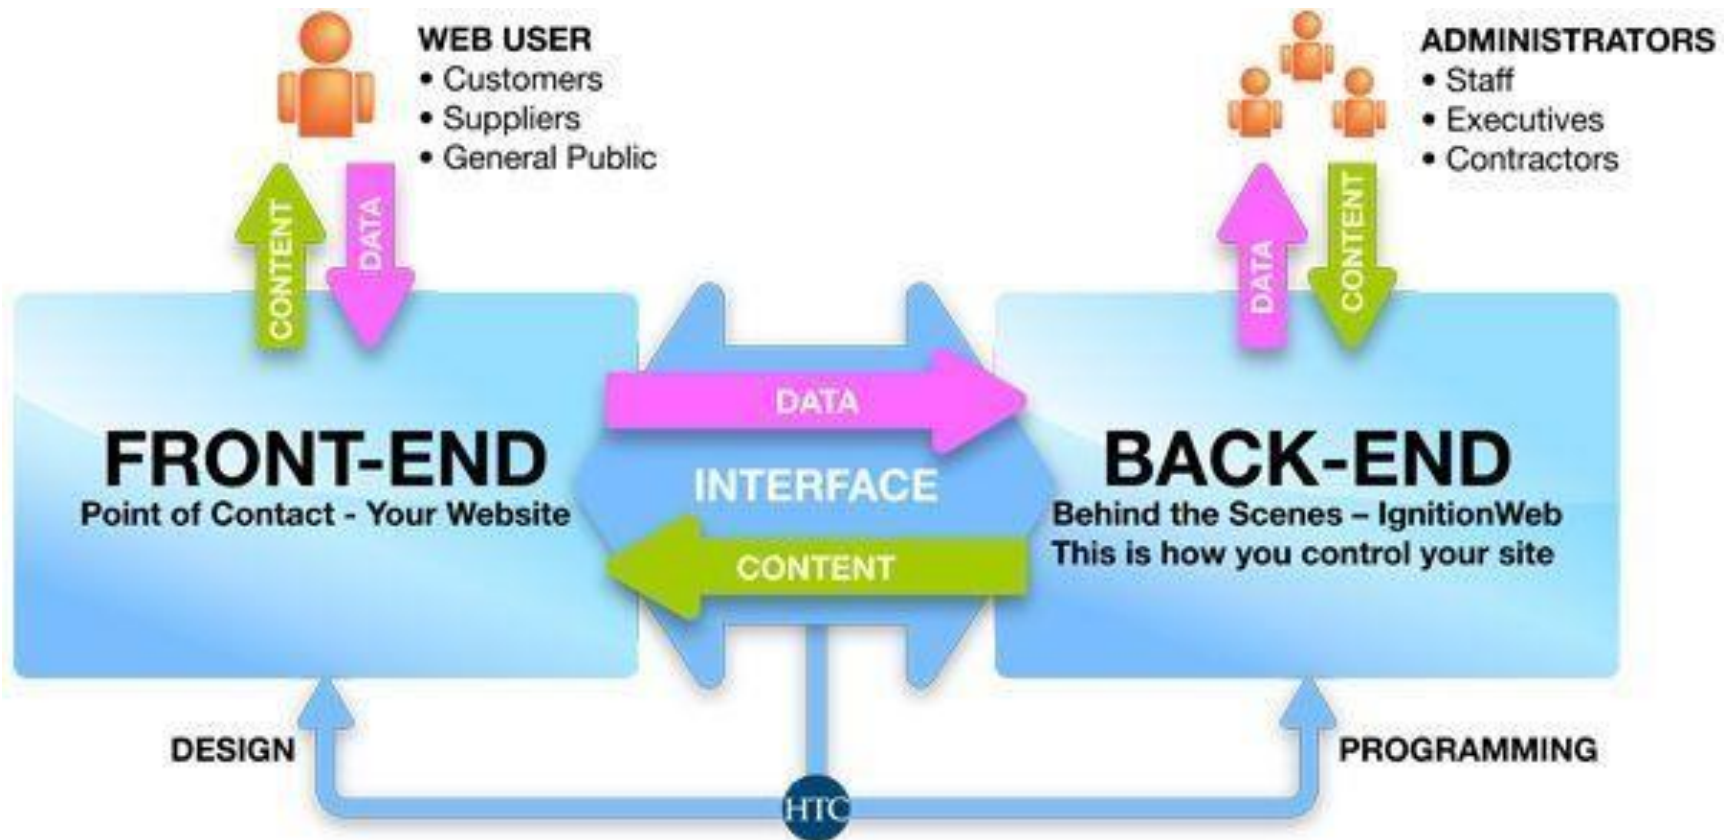 WEB USER
• Customers
• Suppliers
• General Public
ADMINISTRATORS
• Staff
• Executives
• Contractors
CONTENT
DATA
DATA
CONTENT
DATA
FRONT-END
Point of Contact - Your Website
INTERFACE
BACK-END
Behind the Scenes – IgnitionWeb
This is how you control your site
CONTENT
DESIGN
PROGRAMMING
HTC